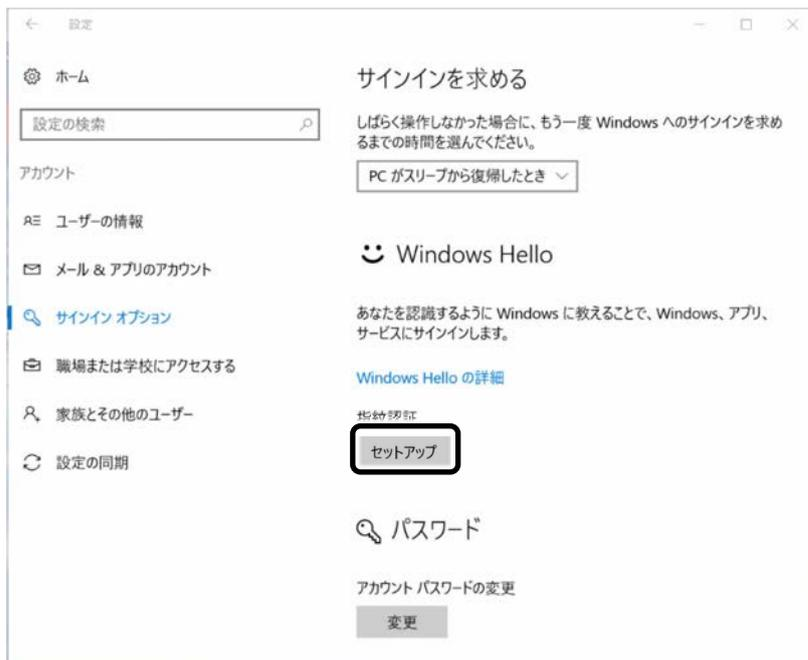 設定
ホーム
設定の検索
アカウント
ユーザーの情報
メール & アプリのアカウント
サインイン オプション
職場または学校にアクセスする
家族とその他のユーザー
設定の同期
サインインを求める
しばらく操作しなかった場合に、もう一度 Windows へのサインインを求め
るまでの時間を選んでください。
PC がスリープから復帰したとき
Windows Hello
あなたを認識するように Windows に教えることで、Windows、アプリ、
サービスにサインインします。
Windows Hello の詳細
指紋認証
セットアップ
パスワード
アカウント パスワードの変更
変更